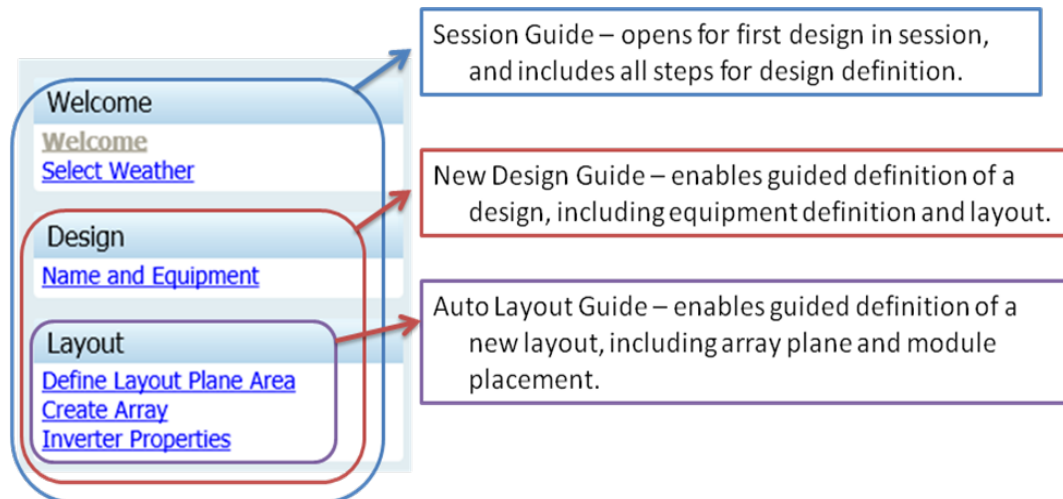 Welcome
Welcome
Select Weather
Design
Name and Equipment
Layout
Define Layout Plane Area
Create Array
Inverter Properties
Session Guide – opens for first design in session,
and includes all steps for design definition.
New Design Guide – enables guided definition of a
design, including equipment definition and layout.
Auto Layout Guide – enables guided definition of a
new layout, including array plane and module
placement.